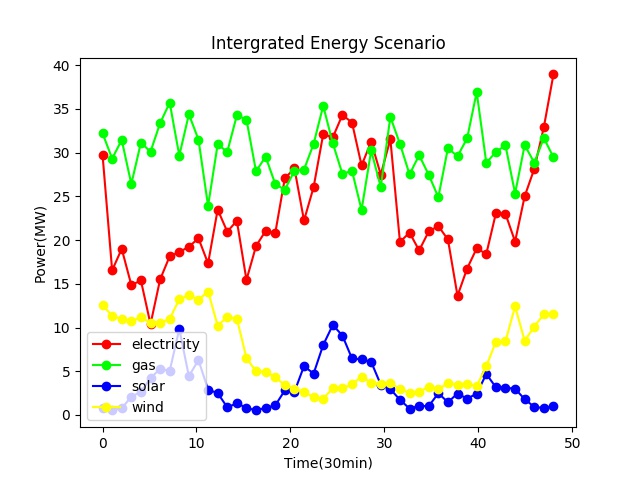 Intergrated Energy Scenario
Power(MW)
40
35
30
25
20
15
10
5
0
electricity
gas
solar
wind
0 10 20 30 40 50
Time(30min)